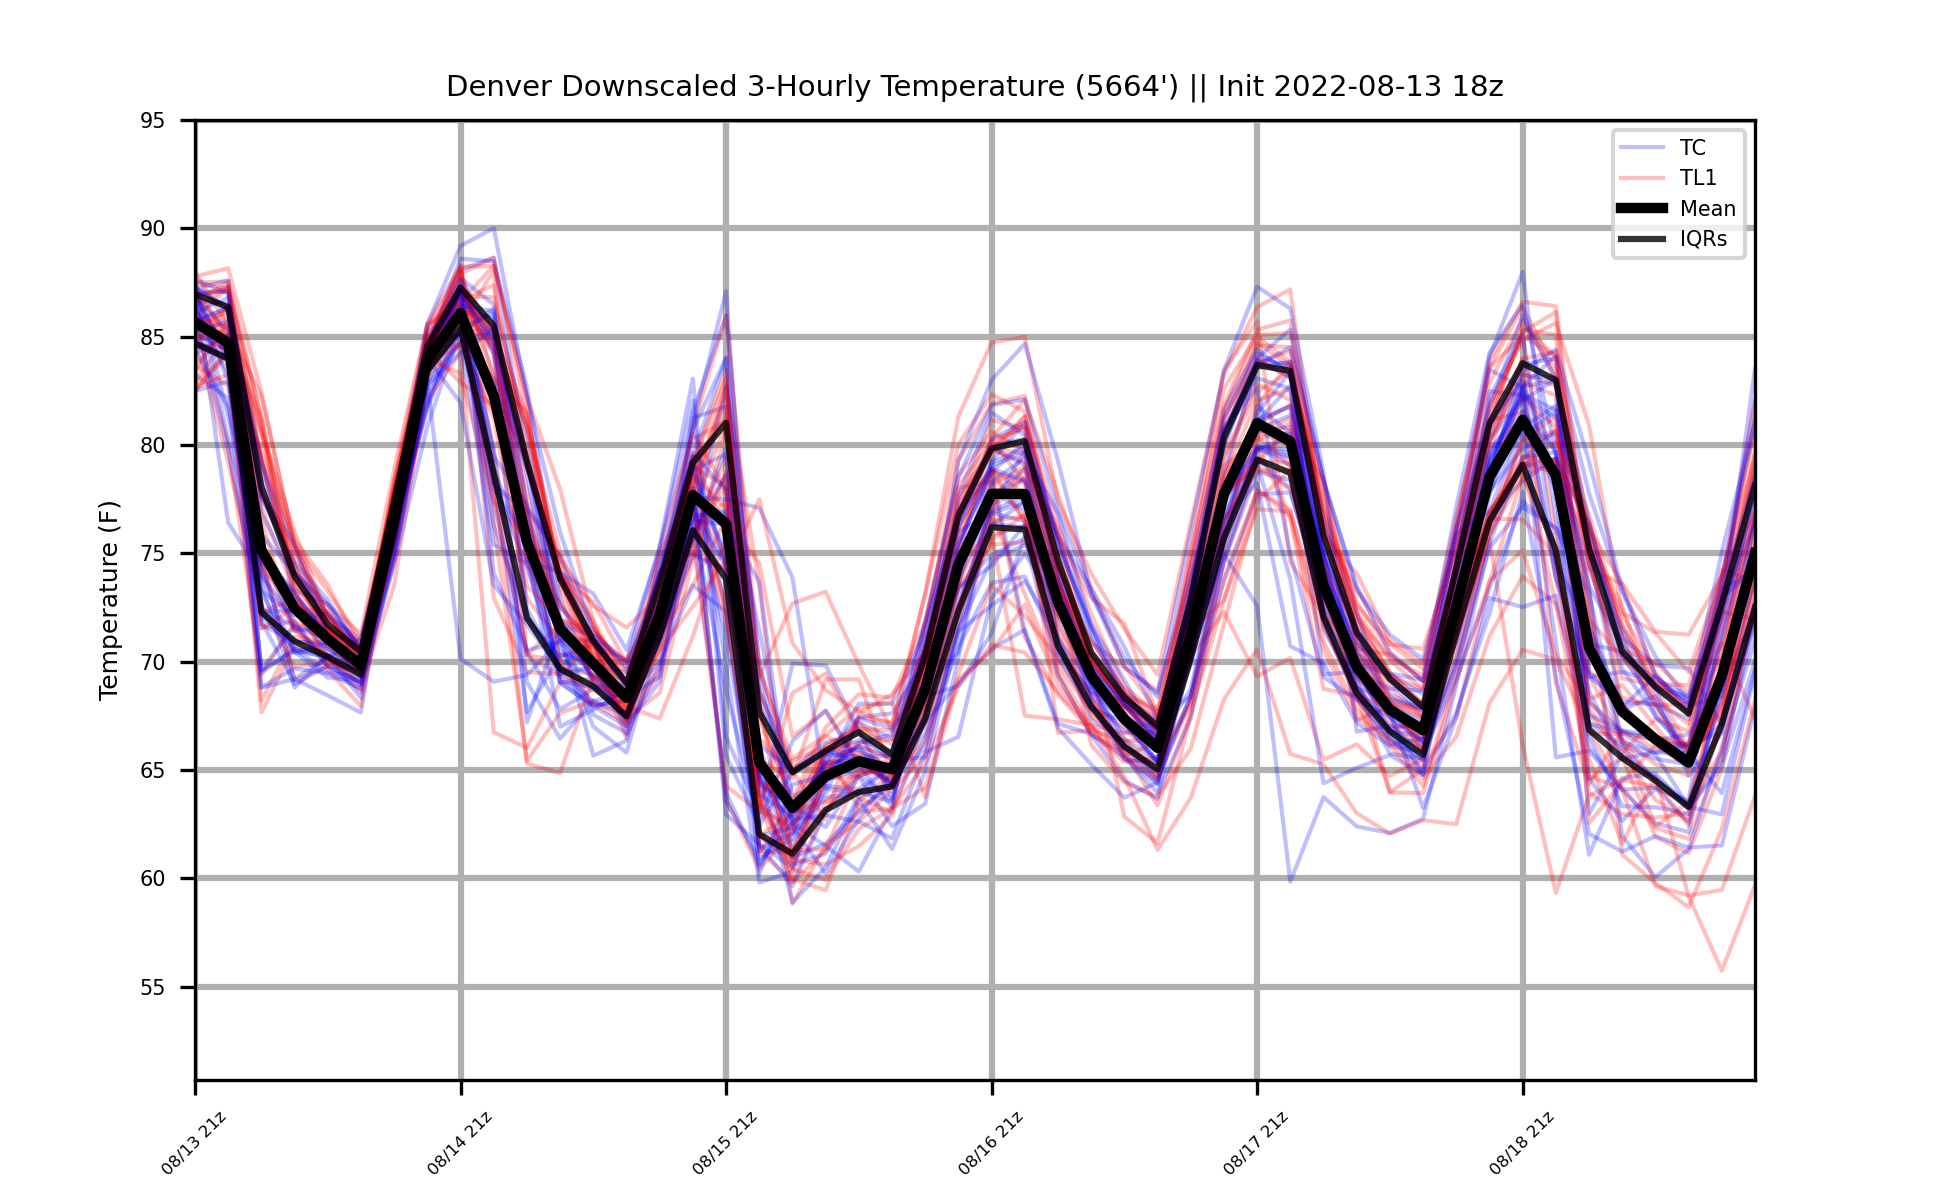 Denver Downscaled 3-Hourly Temperature (5664') || Init 2022-08-13 18z
TC
TL1
Mean
IQRs
Temperature (F)
95
90
85
80
75
70
65
60
55
08/13 21z
08/14 21z
08/15 21z
08/16 21z
08/17 21z
08/18 21z